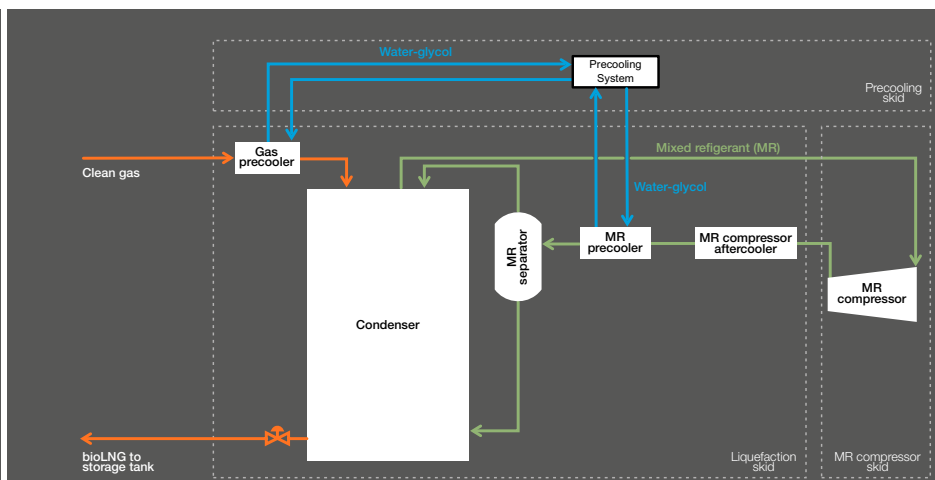 Water-glycol
Precooling
System
Precooling
skid
Gas
precooler
Mixed refigerant (MR)
Clean gas
Water-glycol
MR
separator
MR
precooler
MR compressor
aftercooler
MR
compressor
Condenser
bioLNG to
storage tank
Liquefaction
skid
MR compressor
skid